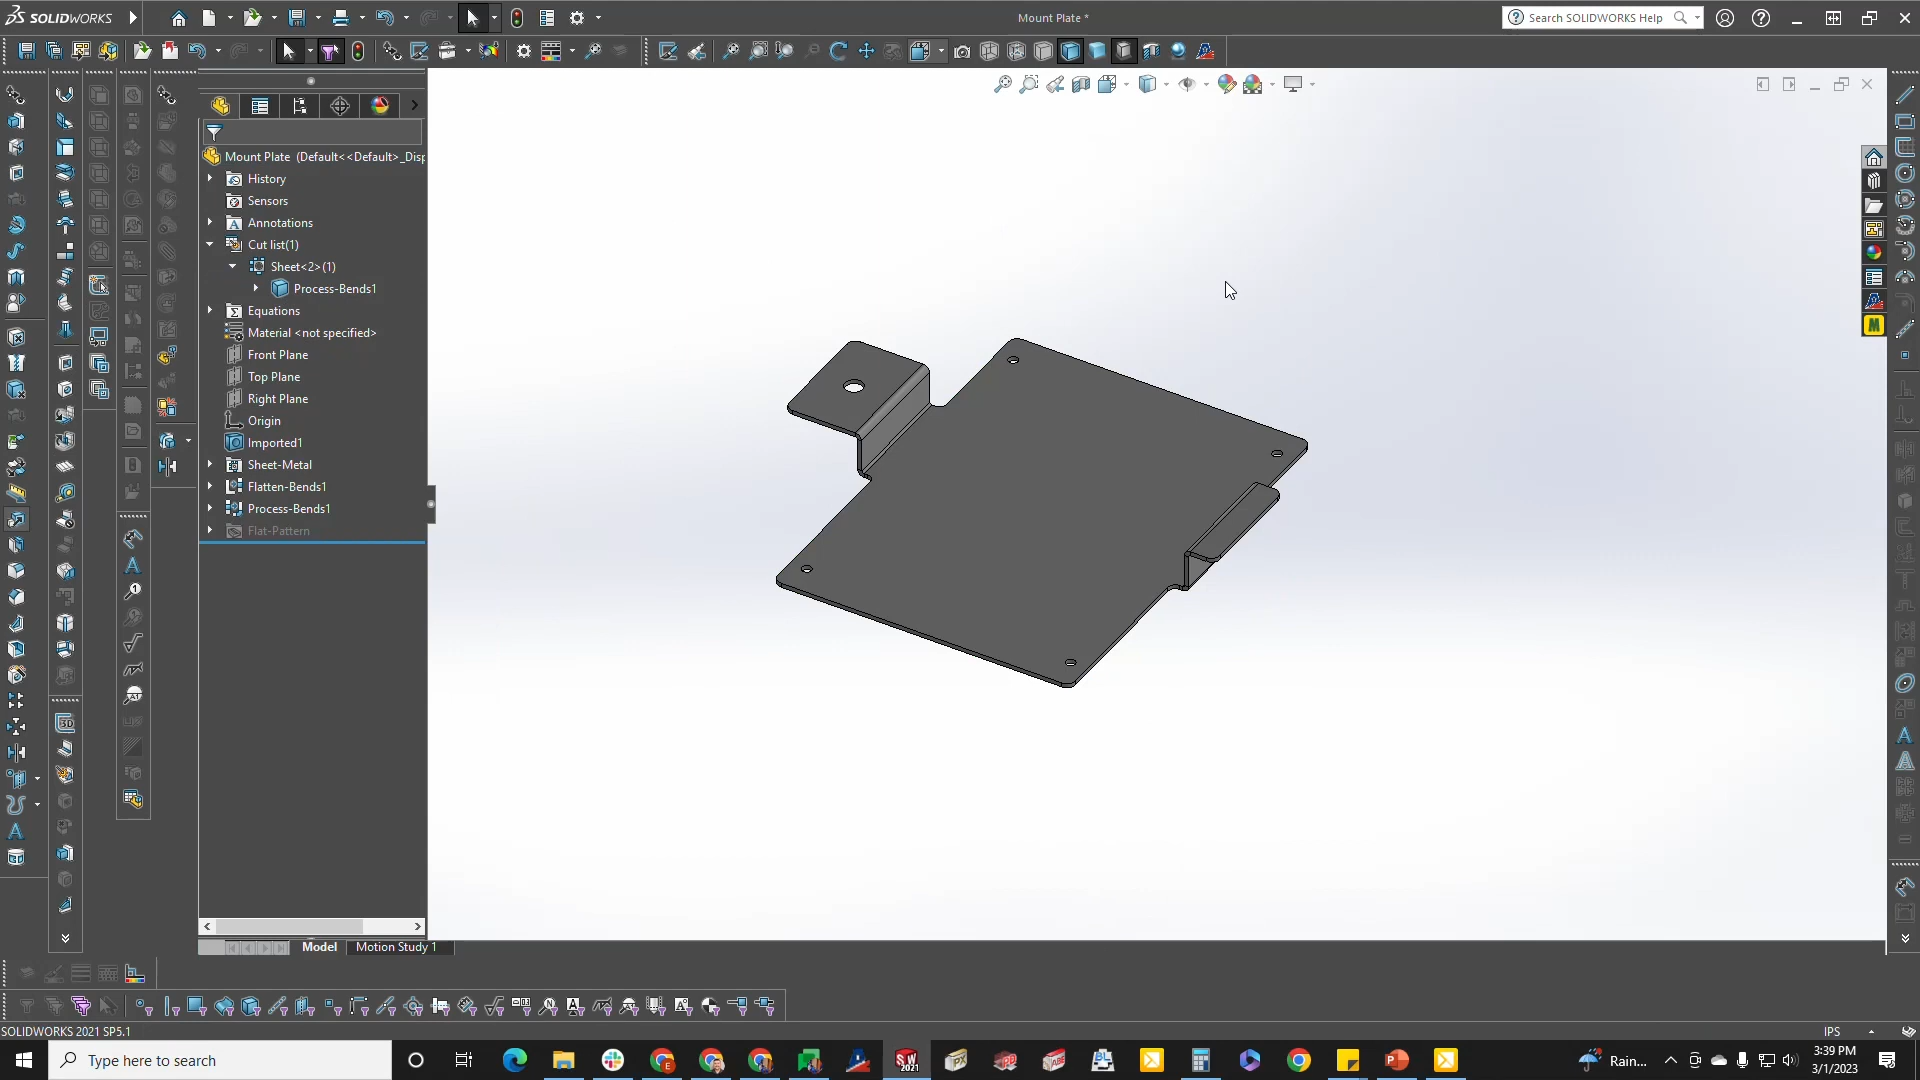 SOLIDWORKS
Mount Plate *
Search SOLIDWORKS Help
Mount Plate (Default<<Default>_Disp
History
Sensors
Annotations
Cut list(1)
Sheet<2>(1)
Process-Bends1
Equations
Material <not specified>
Front Plane
Top Plane
Right Plane
Origin
Imported1
Sheet-Metal
Flatten-Bends1
Process-Bends1
Flat-Pattern
Model
Motion Study 1
SOLIDWORKS 2021 SP5.1
IPS
Type here to search
Rain...
3:39 PM
3/1/2023